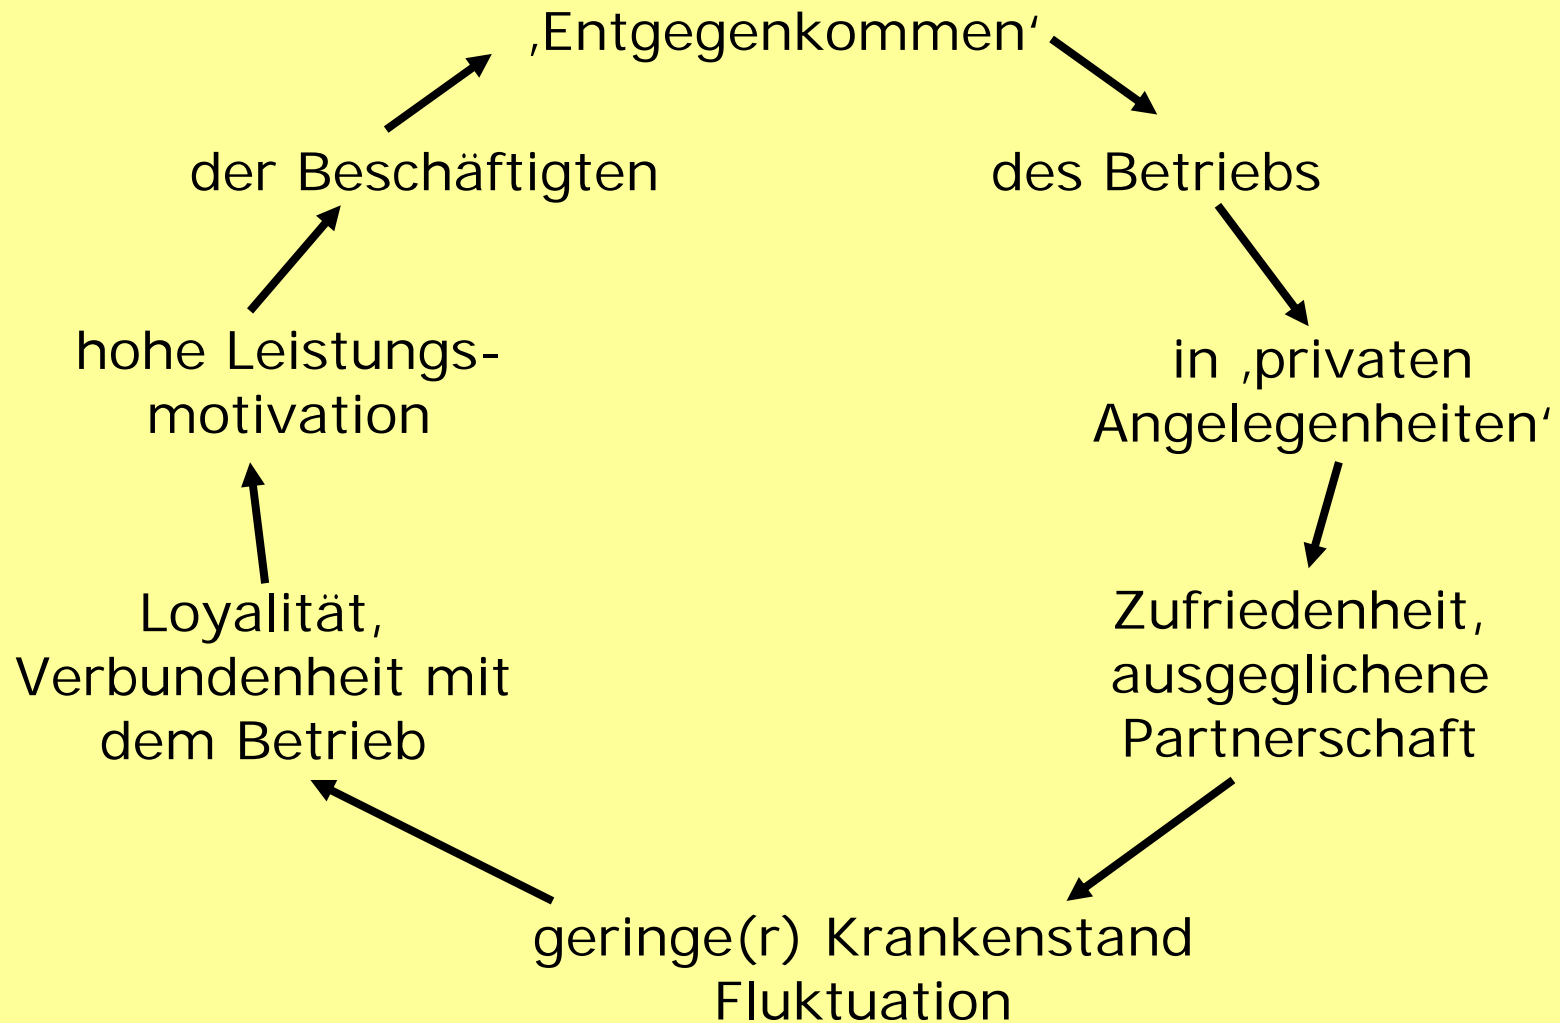 ‚Entgegenkommen‘
der Beschäftigten
des Betriebs
hohe Leistungs-
motivation
in ‚privaten
Angelegenheiten‘
Loyalität,
Verbundenheit mit
dem Betrieb
Zufriedenheit,
ausgeglichene
Partnerschaft
geringe(r) Krankenstand
Fluktuation